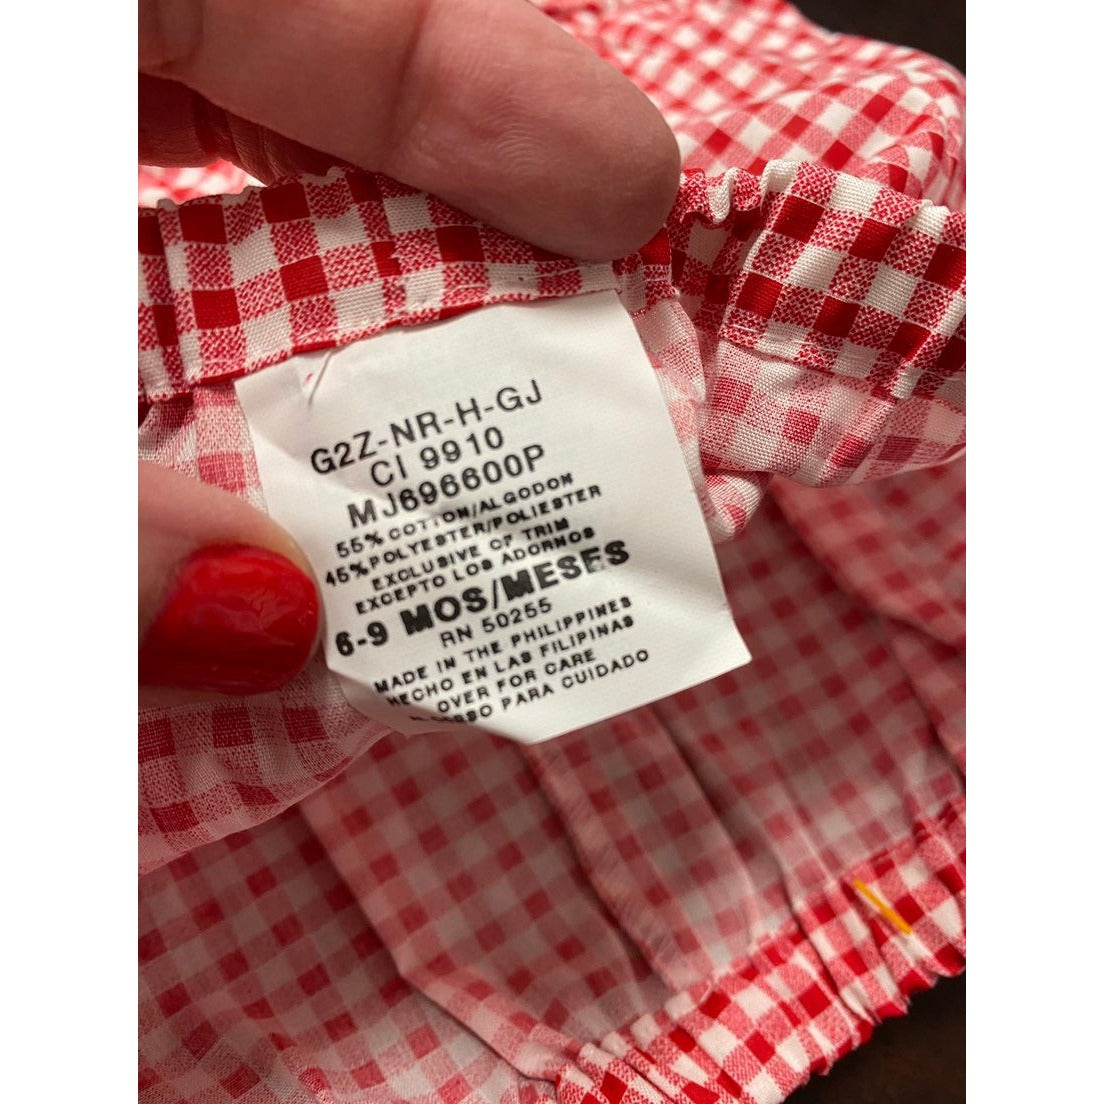 G2Z-NR-H-GJ
CI 9910
MJ696600P
55% COTTON/ALGODON
45% POLYESTER/POLIESTER
EXCLUSIVE OF TRIM
EXCEPTO LOS ADORNOS
6-9 MOS/MESES
RN 50255
MADE IN THE PHILIPPINES
HECHO EN LAS FILIPINAS
OVER FOR CARE
PARA CUIDADO